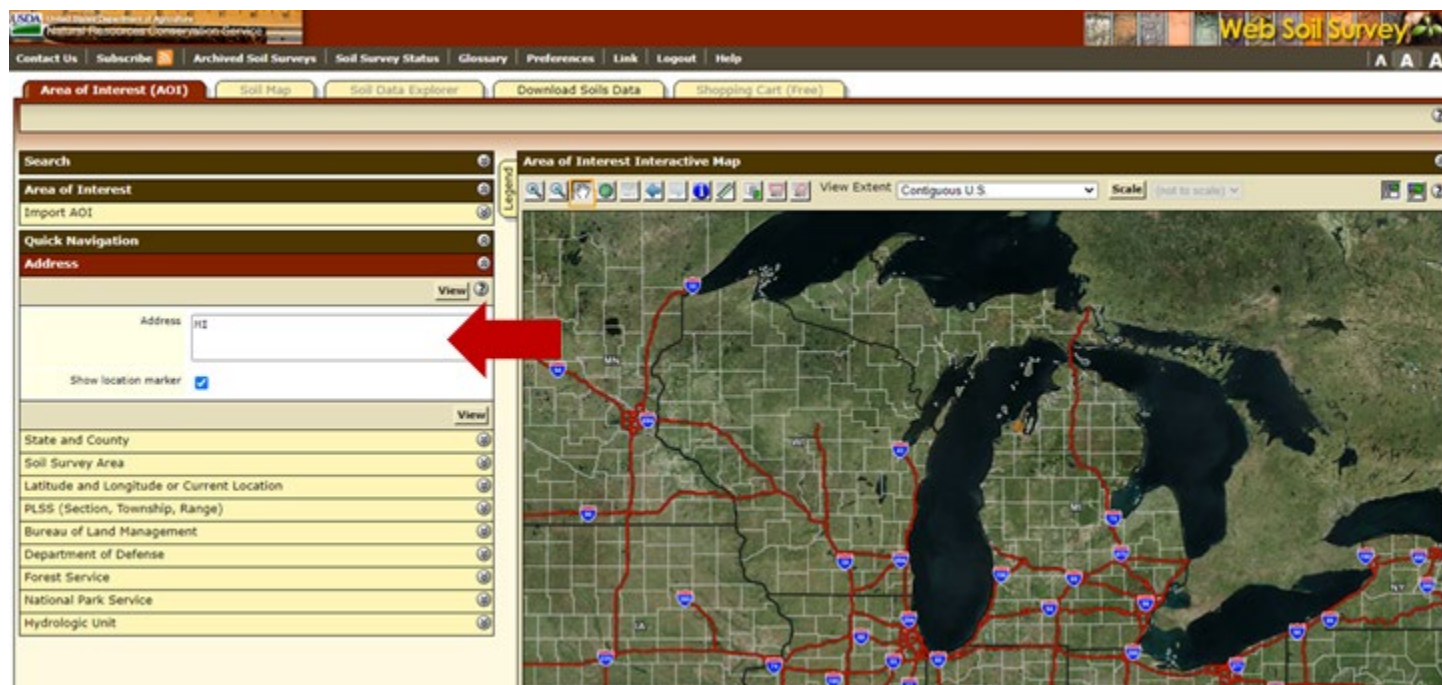 USDA United States Department of Agriculture
Natural Resources Conservation Service
Web Soil Survey
Contact Us Subscribe Archived Soil Surveys Soil Survey Status Glossary Preferences Link Logout Help A A A
Area of Interest (AOI) Soil Map Soil Data Explorer Download Soils Data Shopping Cart (Free)
Search
Area of Interest
Import AOI
Quick Navigation
Address
View
Address MI
Show location marker
View
State and County
Soil Survey Area
Latitude and Longitude or Current Location
PLSS (Section, Township, Range)
Bureau of Land Management
Department of Defense
Forest Service
National Park Service
Hydrologic Unit
Legend
Area of Interest Interactive Map
View Extent Contiguous U.S. Scale (not to scale)
MN
WI
MI
NY
IA